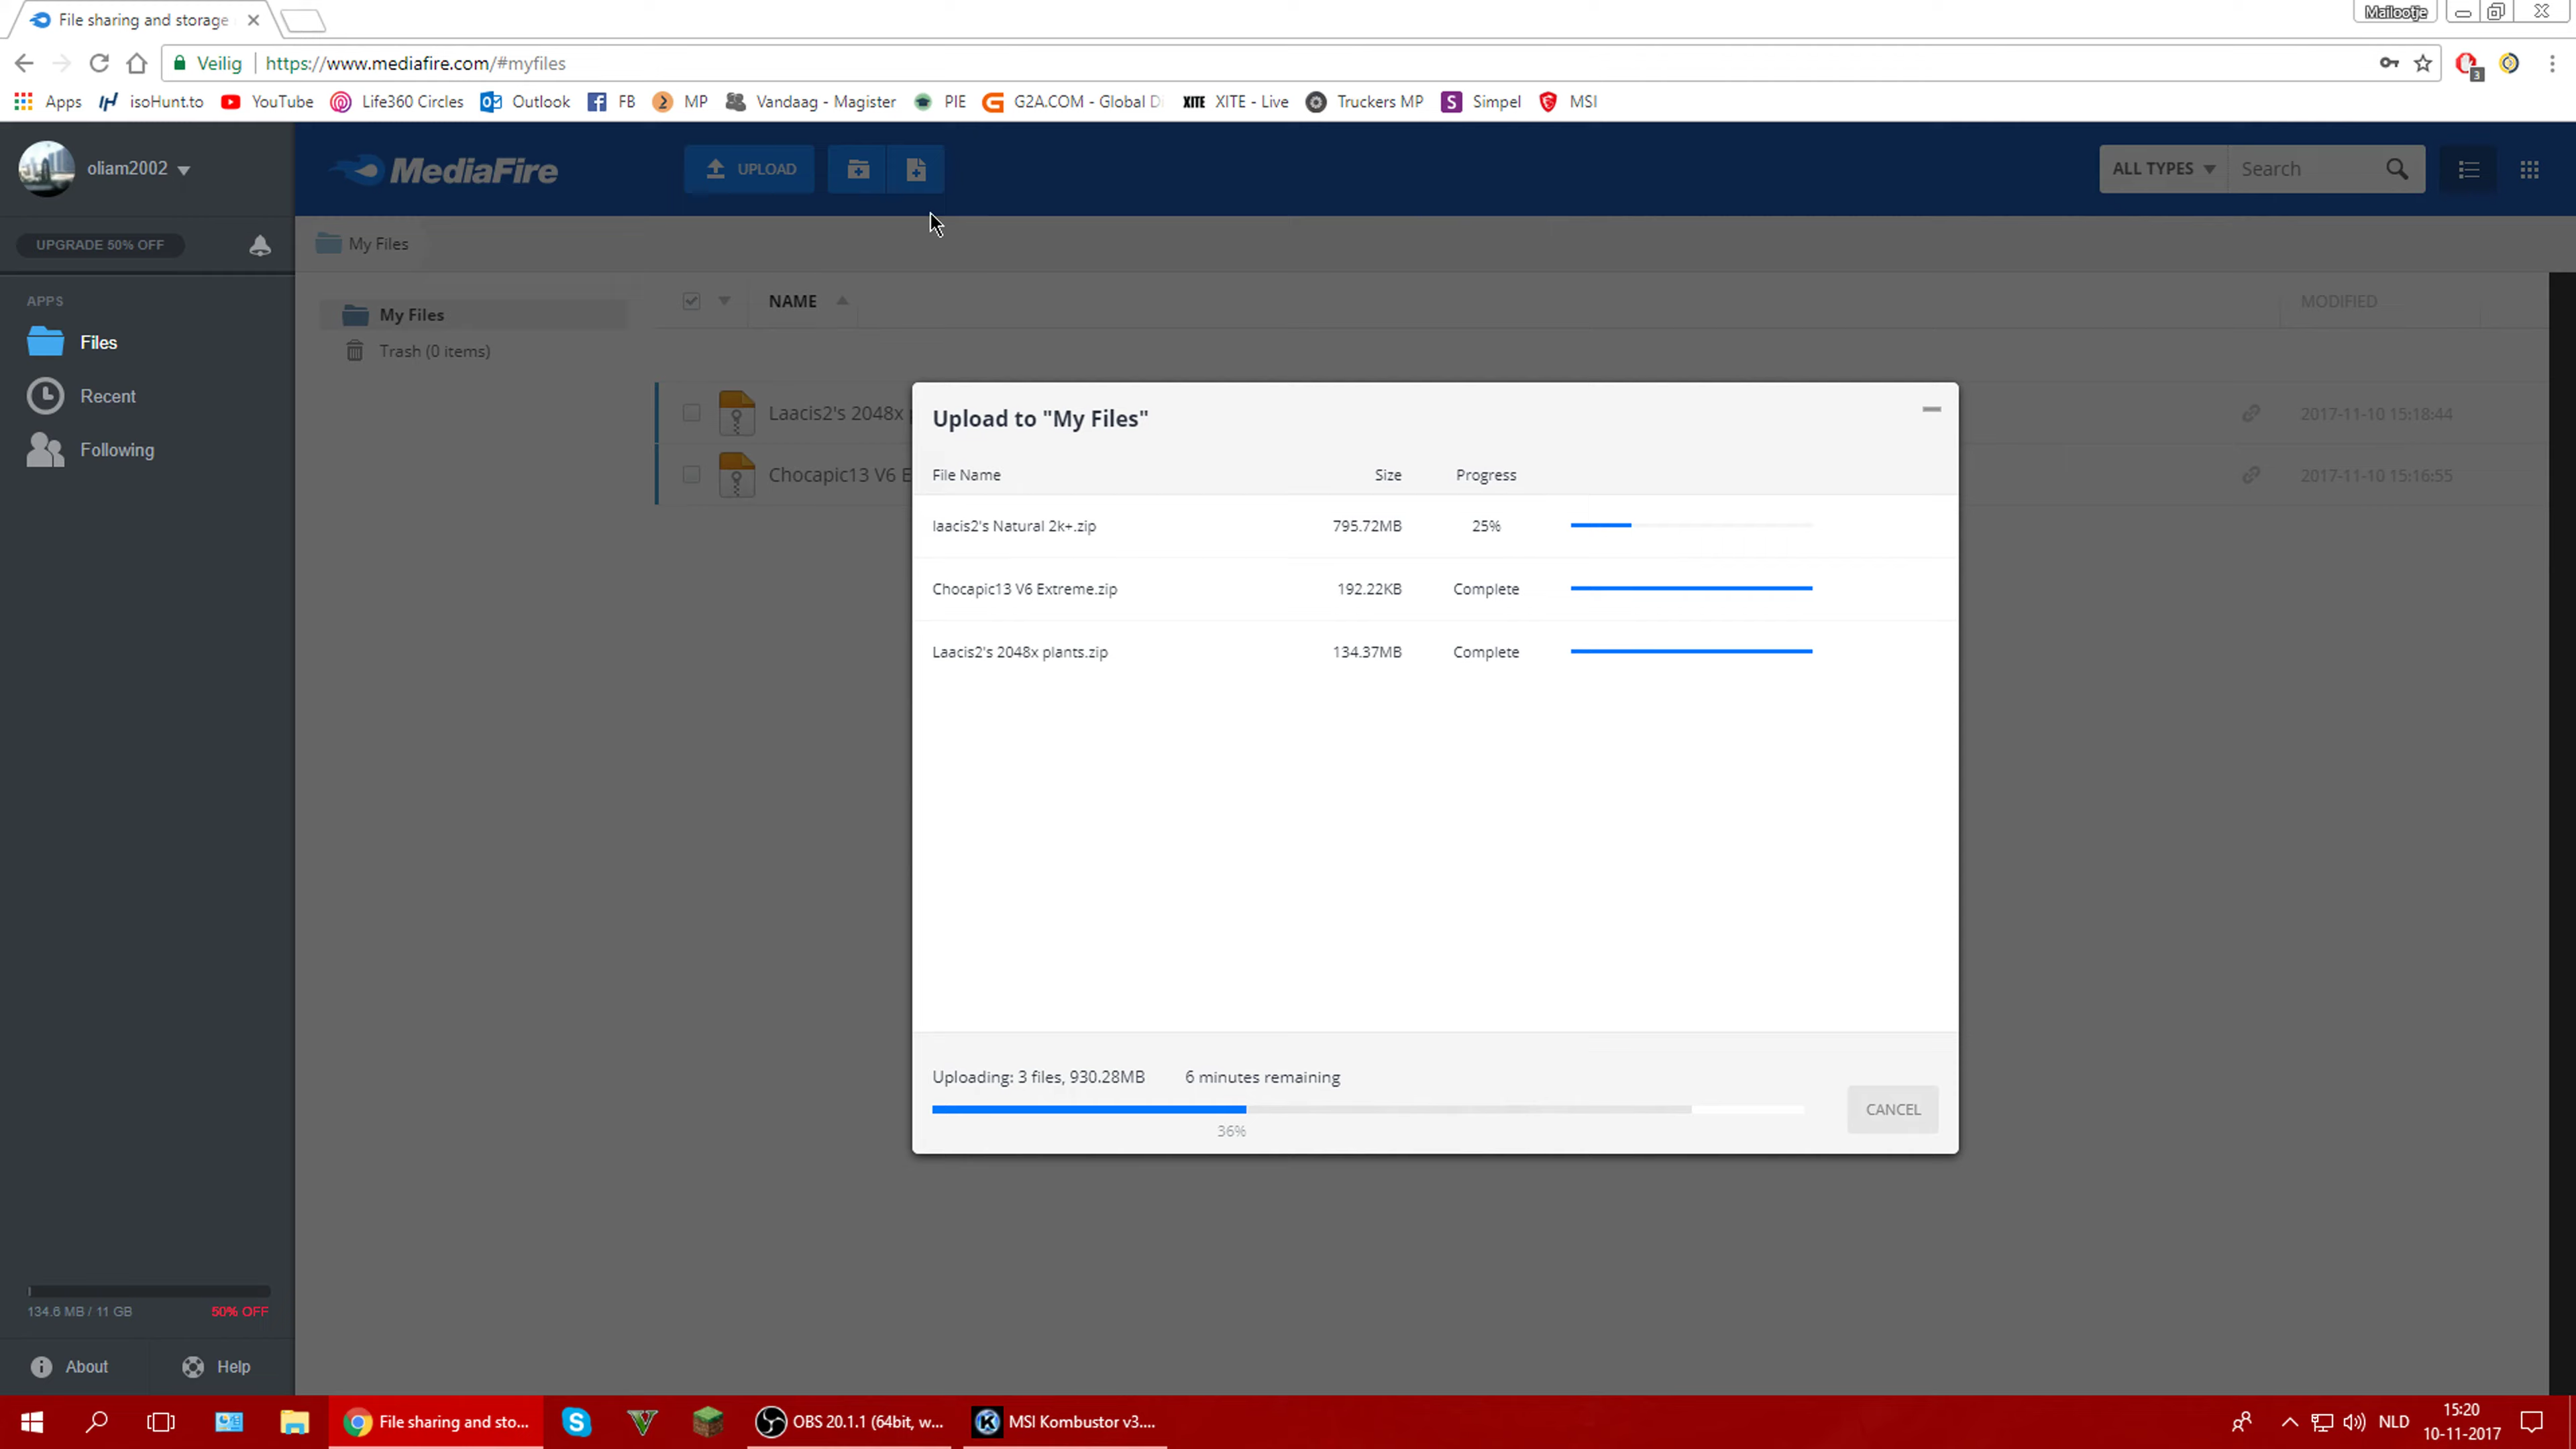 File sharing and storage
Mailootje
Veilig https://www.mediafire.com/#myfiles
3
Apps isoHunt.to YouTube Life360 Circles Outlook FB MP Vandaag - Magister PIE G2A.COM - Global D XITE XITE - Live Truckers MP S Simpel MSI
oliam2002
MediaFire
UPLOAD
ALL TYPES
Search
UPGRADE 50% OFF
My Files
APPS
Files
Recent
Following
My Files
Trash (0 items)
NAME
MODIFIED
Laacis2's 2048x p
2017-11-10 15:18:44
Chocapic13 V6 E
2017-11-10 15:16:55
Upload to "My Files"
File Name Size Progress
laacis2's Natural 2k+.zip 795.72MB 25%
Chocapic13 V6 Extreme.zip 192.22KB Complete
Laacis2's 2048x plants.zip 134.37MB Complete
Uploading: 3 files, 930.28MB 6 minutes remaining
36%
CANCEL
134.6 MB / 11 GB 50% OFF
About Help
File sharing and sto...
OBS 20.1.1 (64bit, w...
MSI Kombustor v3....
NLD
15:20
10-11-2017